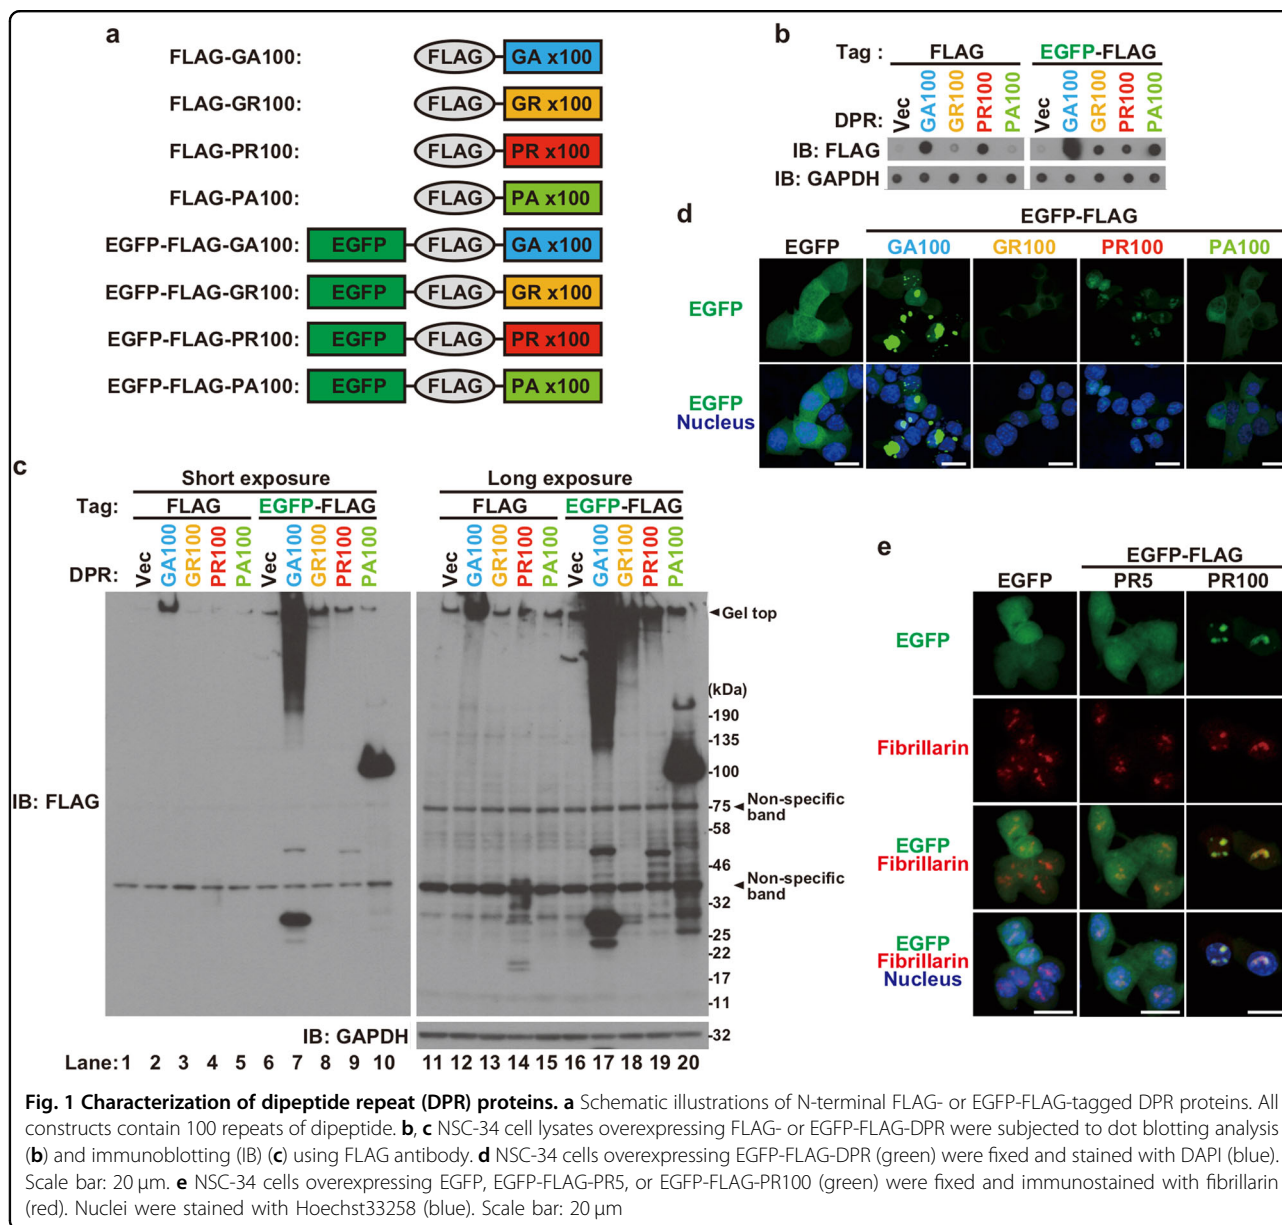 a
FLAG-GA100: FLAG GA x100
FLAG-GR100: FLAG GR x100
FLAG-PR100: FLAG PR x100
FLAG-PA100: FLAG PA x100
EGFP-FLAG-GA100: EGFP FLAG GA x100
EGFP-FLAG-GR100: EGFP FLAG GR x100
EGFP-FLAG-PR100: EGFP FLAG PR x100
EGFP-FLAG-PA100: EGFP FLAG PA x100
b
Tag : FLAG EGFP-FLAG
DPR: Vec GA100 GR100 PR100 PA100 Vec GA100 GR100 PR100 PA100
IB: FLAG
IB: GAPDH
c
Short exposure Long exposure
Tag: FLAG EGFP-FLAG FLAG EGFP-FLAG
DPR: Vec GA100 GR100 PR100 PA100 Vec GA100 GR100 PR100 PA100 Vec GA100 GR100 PR100 PA100 Vec GA100 GR100 PR100 PA100
Gel top
(kDa)
-190
-135
-100
IB: FLAG
-75
Non-specific
band
-58
-46
Non-specific
band
-32
-25
-22
-17
-11
IB: GAPDH -32
Lane: 1 2 3 4 5 6 7 8 9 10 11 12 13 14 15 16 17 18 19 20
d
EGFP-FLAG
EGFP GA100 GR100 PR100 PA100
EGFP
EGFP
Nucleus
e
EGFP-FLAG
EGFP PR5 PR100
EGFP
Fibrillarin
EGFP
Fibrillarin
EGFP
Fibrillarin
Nucleus
Fig. 1 Characterization of dipeptide repeat (DPR) proteins. a Schematic illustrations of N-terminal FLAG- or EGFP-FLAG-tagged DPR proteins. All
constructs contain 100 repeats of dipeptide. b, c NSC-34 cell lysates overexpressing FLAG- or EGFP-FLAG-DPR were subjected to dot blotting analysis
(b) and immunoblotting (IB) (c) using FLAG antibody. d NSC-34 cells overexpressing EGFP-FLAG-DPR (green) were fixed and stained with DAPI (blue).
Scale bar: 20 μm. e NSC-34 cells overexpressing EGFP, EGFP-FLAG-PR5, or EGFP-FLAG-PR100 (green) were fixed and immunostained with fibrillarin
(red). Nuclei were stained with Hoechst33258 (blue). Scale bar: 20 μm